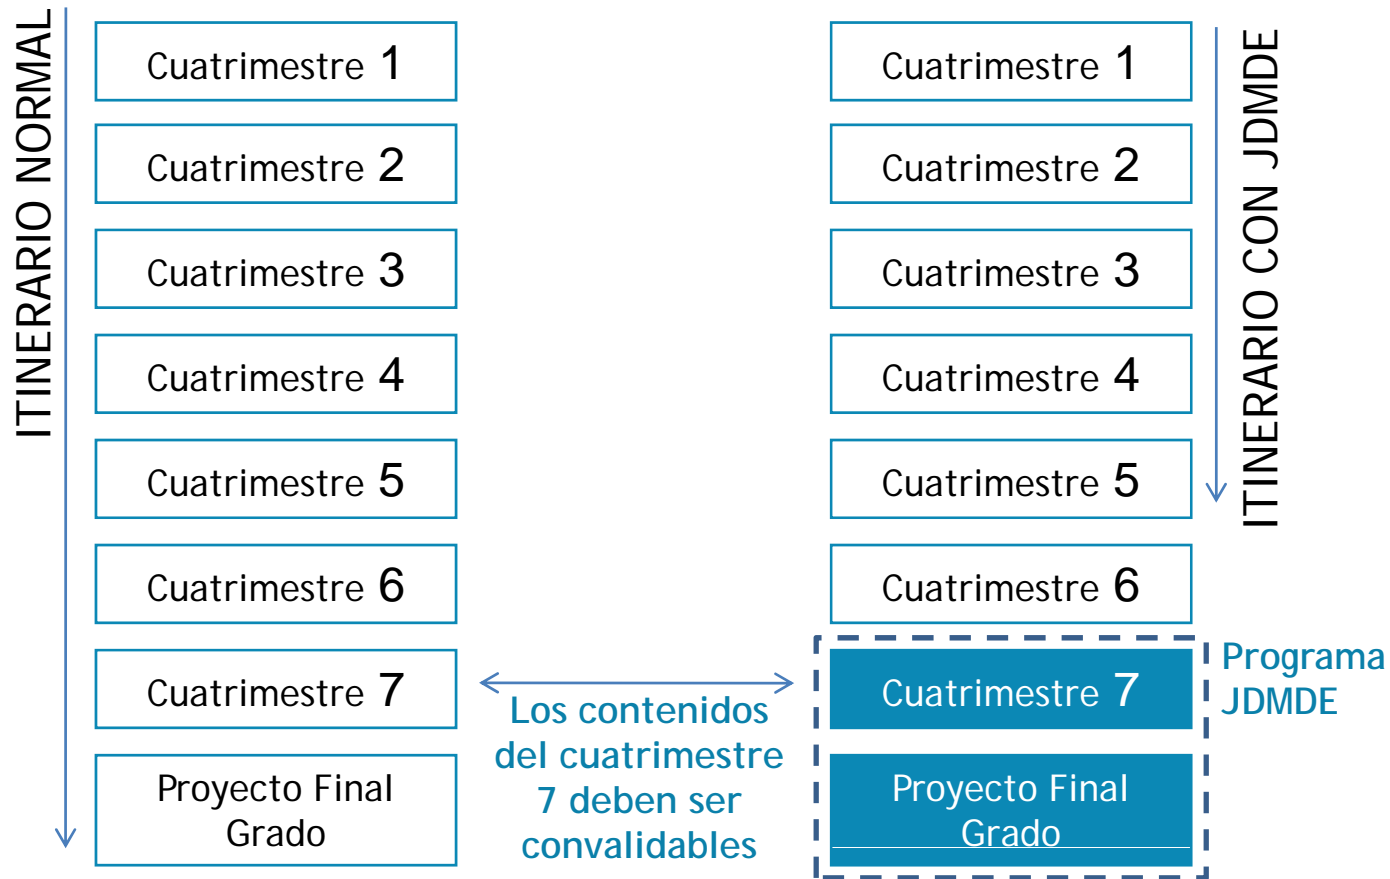 ITINERARIO NORMAL
Cuatrimestre 1
Cuatrimestre 2
Cuatrimestre 3
Cuatrimestre 4
Cuatrimestre 5
Cuatrimestre 6
Cuatrimestre 7
Proyecto Final
Grado
Los contenidos
del cuatrimestre
7 deben ser
convalidables
Cuatrimestre 1
Cuatrimestre 2
Cuatrimestre 3
Cuatrimestre 4
Cuatrimestre 5
Cuatrimestre 6
Cuatrimestre 7
Proyecto Final
Grado
ITINERARIO CON JDMDE
Programa
JDMDE